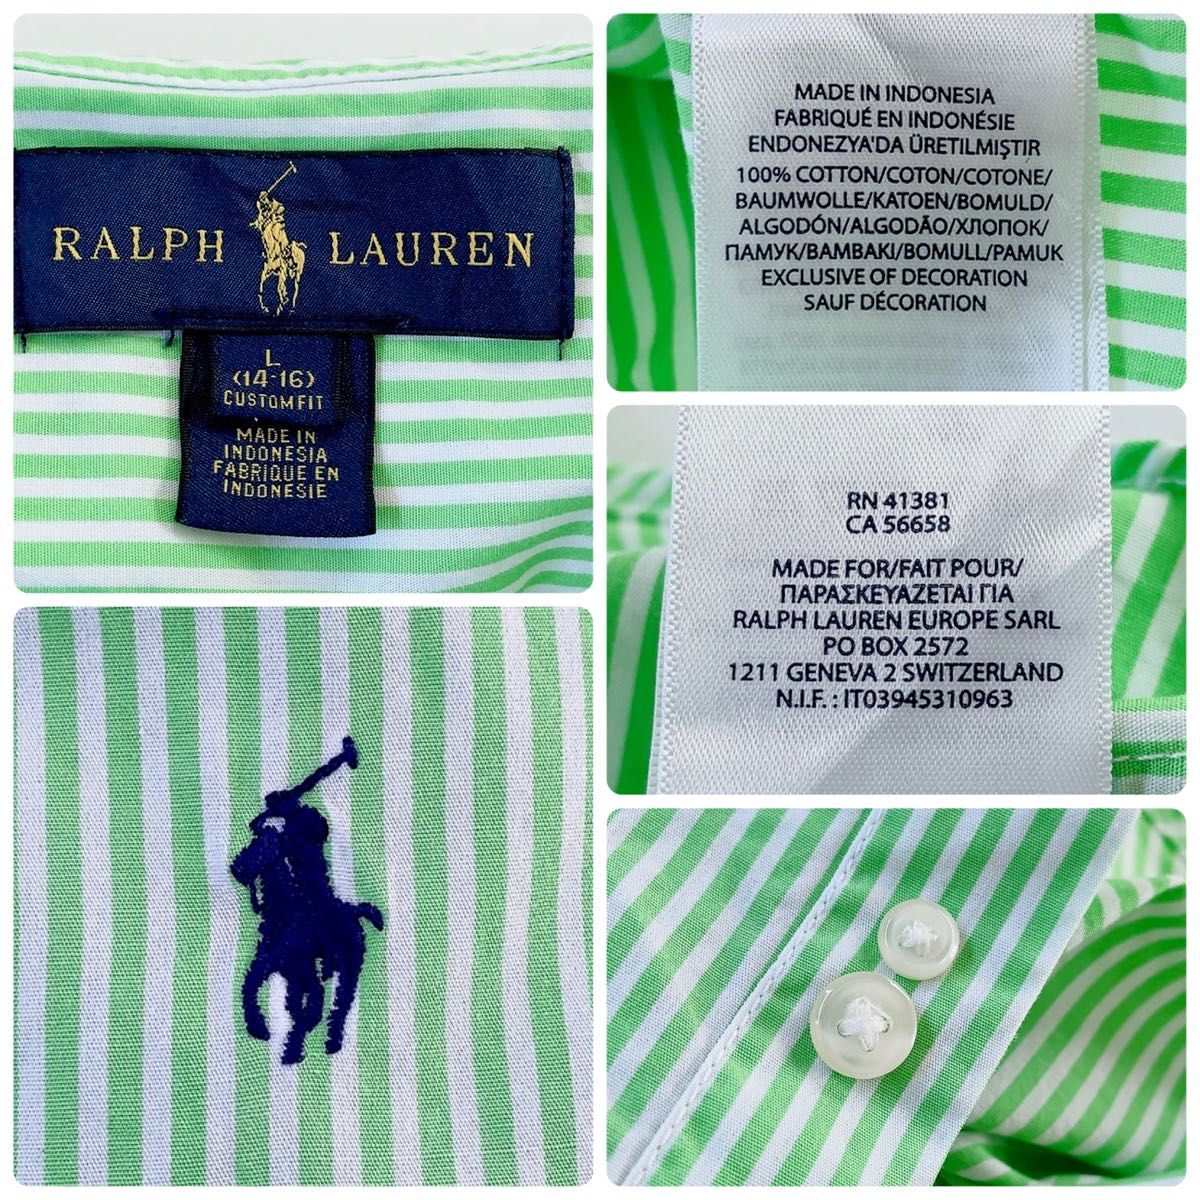 RALPH LAUREN
L
(14-16)
CUSTOM FIT
MADE IN
INDONESIA
FABRIQUE EN
INDONESIE
MADE IN INDONESIA
FABRIQUÉ EN INDONÉSIE
ENDONEZYA'DA ÜRETILMIŞTIR
100% COTTON/COTON/COTONE/
BAUMWOLLE/KATOEN/BOMULD/
ALGODÓN/ALGODÃO/ХЛОПОК/
ПАМУК/BAMBAKI/BOMULL/PAMUK
EXCLUSIVE OF DECORATION
SAUF DÉCORATION
RN 41381
CA 56658
MADE FOR/FAIT POUR/
ΠΑΡΑΣΚΕΥΑΖΕΤΑΙ ΓΙΑ
RALPH LAUREN EUROPE SARL
PO BOX 2572
1211 GENEVA 2 SWITZERLAND
N.I.F. : IT03945310963